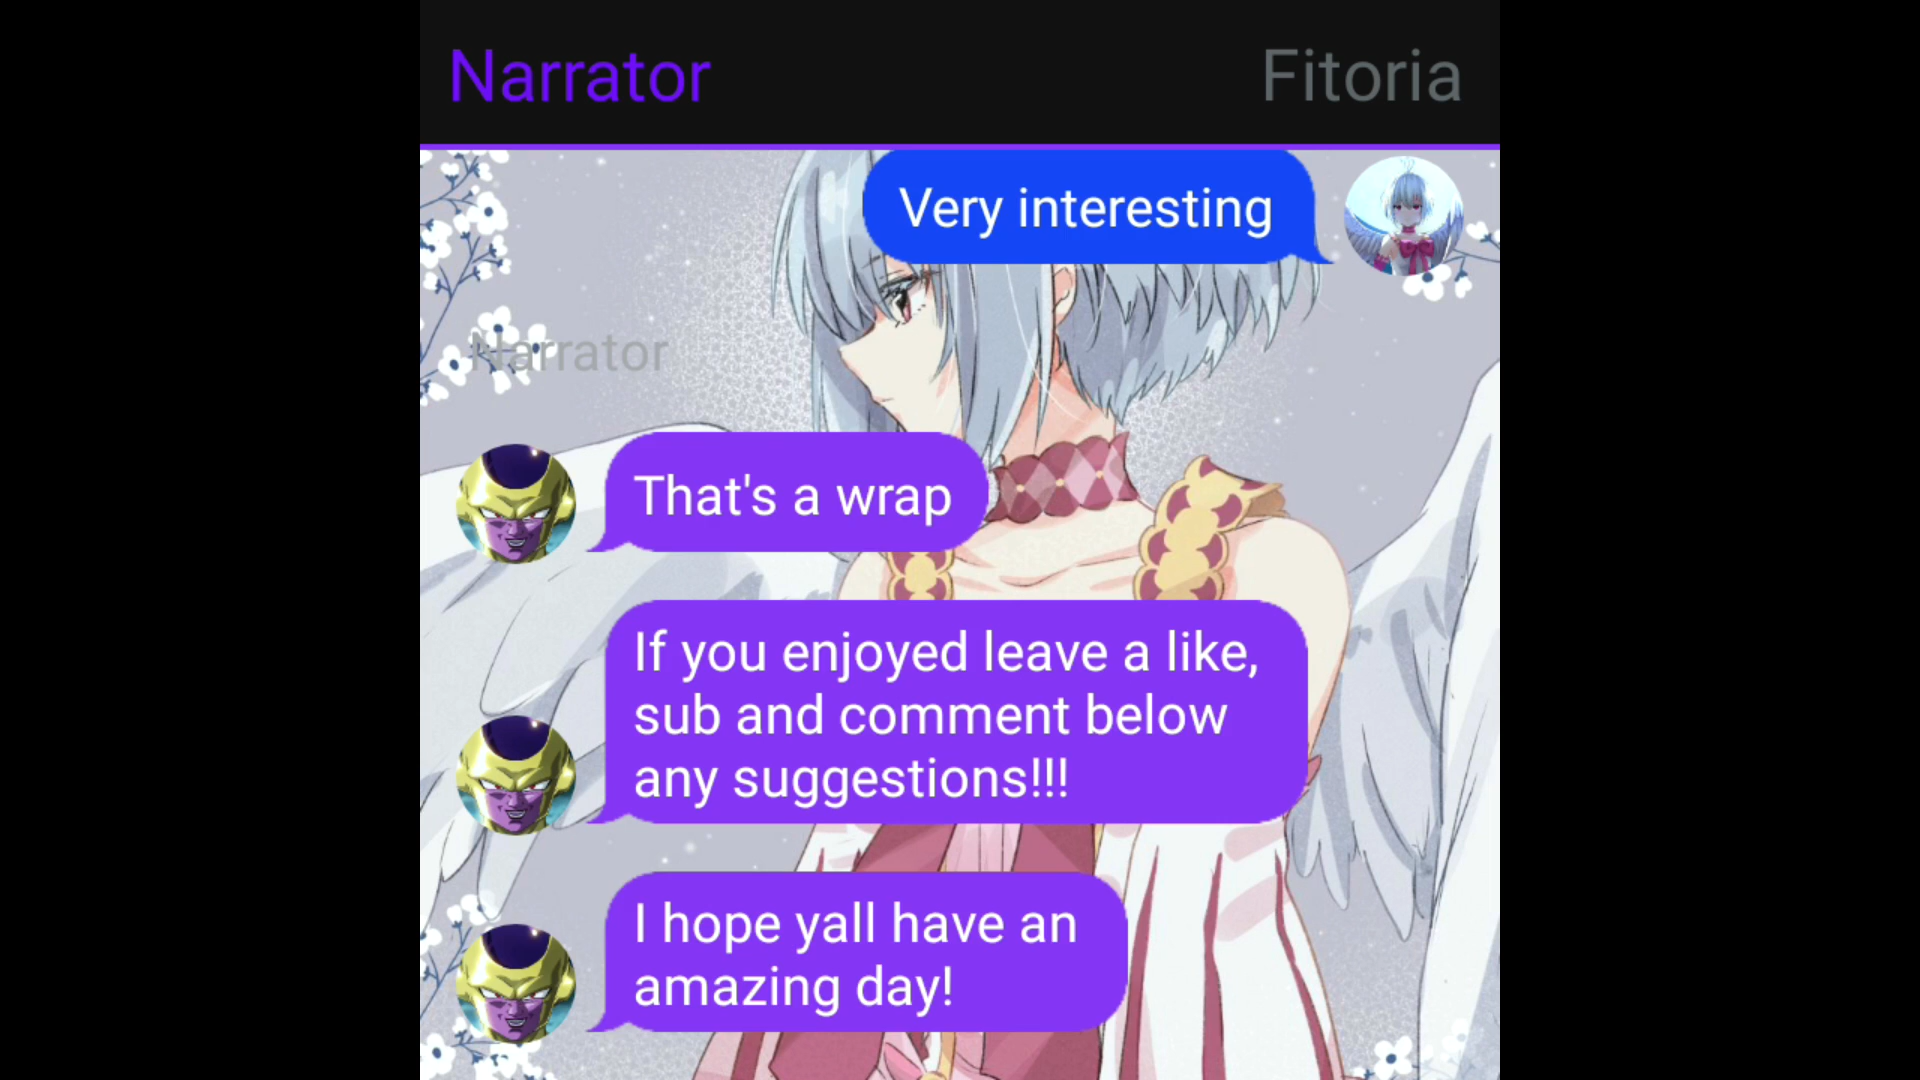 Narrator
Fitoria
Very interesting
Narrator
That's a wrap
If you enjoyed leave a like,
sub and comment below
any suggestions!!!
I hope yall have an
amazing day!